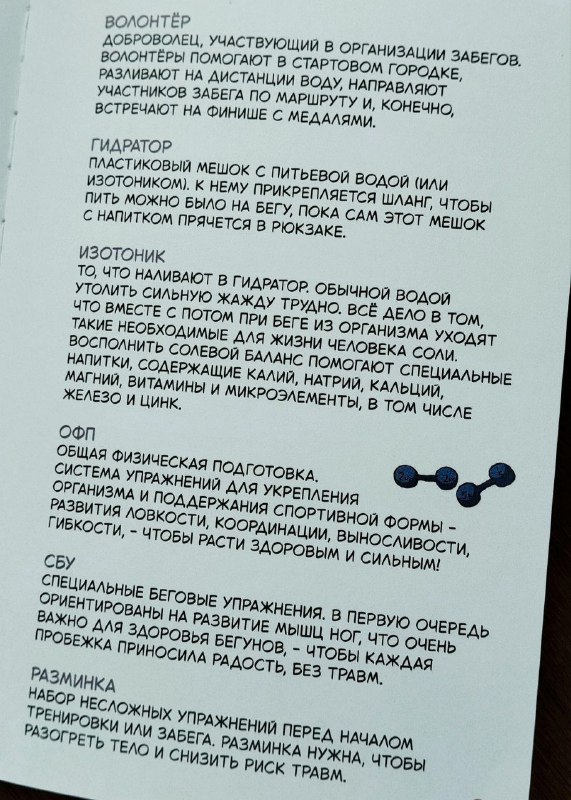 ВОЛОНТЁР
ДОБРОВОЛЕЦ, УЧАСТВУЮЩИЙ В ОРГАНИЗАЦИИ ЗАБЕГОВ.
ВОЛОНТЁРЫ ПОМОГАЮТ В СТАРТОВОМ ГОРОДКЕ,
РАЗЛИВАЮТ НА ДИСТАНЦИИ ВОДУ, НАПРАВЛЯЮТ
УЧАСТНИКОВ ЗАБЕГА ПО МАРШРУТУ И, КОНЕЧНО,
ВСТРЕЧАЮТ НА ФИНИШЕ С МЕДАЛЯМИ.
ГИДРАТОР
ПЛАСТИКОВЫЙ МЕШОК С ПИТЬЕВОЙ ВОДОЙ (ИЛИ
ИЗОТОНИКОМ). К НЕМУ ПРИКРЕПЛЯЕТСЯ ШЛАНГ, ЧТОБЫ
ПИТЬ МОЖНО БЫЛО НА БЕГУ, ПОКА САМ ЭТОТ МЕШОК
С НАПИТКОМ ПРЯЧЕТСЯ В РЮКЗАКЕ.
ИЗОТОНИК
ТО, ЧТО НАЛИВАЮТ В ГИДРАТОР. ОБЫЧНОЙ ВОДОЙ
УТОЛИТЬ СИЛЬНУЮ ЖАЖДУ ТРУДНО. ВСЁ ДЕЛО В ТОМ,
ЧТО ВМЕСТЕ С ПОТОМ ПРИ БЕГЕ ИЗ ОРГАНИЗМА УХОДЯТ
ТАКИЕ НЕОБХОДИМЫЕ ДЛЯ ЖИЗНИ ЧЕЛОВЕКА СОЛИ.
ВОСПОЛНИТЬ СОЛЕВОЙ БАЛАНС ПОМОГАЮТ СПЕЦИАЛЬНЫЕ
НАПИТКИ, СОДЕРЖАЩИЕ КАЛИЙ, НАТРИЙ, КАЛЬЦИЙ,
МАГНИЙ, ВИТАМИНЫ И МИКРОЭЛЕМЕНТЫ, В ТОМ ЧИСЛЕ
ЖЕЛЕЗО И ЦИНК.
ОФП
ОБЩАЯ ФИЗИЧЕСКАЯ ПОДГОТОВКА.
СИСТЕМА УПРАЖНЕНИЙ ДЛЯ УКРЕПЛЕНИЯ
ОРГАНИЗМА И ПОДДЕРЖАНИЯ СПОРТИВНОЙ ФОРМЫ –
РАЗВИТИЯ ЛОВКОСТИ, КООРДИНАЦИИ, ВЫНОСЛИВОСТИ,
ГИБКОСТИ, – ЧТОБЫ РАСТИ ЗДОРОВЫМ И СИЛЬНЫМ!
СБУ
СПЕЦИАЛЬНЫЕ БЕГОВЫЕ УПРАЖНЕНИЯ. В ПЕРВУЮ ОЧЕРЕДЬ
ОРИЕНТИРОВАНЫ НА РАЗВИТИЕ МЫШЦ НОГ, ЧТО ОЧЕНЬ
ВАЖНО ДЛЯ ЗДОРОВЬЯ БЕГУНОВ, – ЧТОБЫ КАЖДАЯ
ПРОБЕЖКА ПРИНОСИЛА РАДОСТЬ, БЕЗ ТРАВМ.
РАЗМИНКА
НАБОР НЕСЛОЖНЫХ УПРАЖНЕНИЙ ПЕРЕД НАЧАЛОМ
ТРЕНИРОВКИ ИЛИ ЗАБЕГА. РАЗМИНКА НУЖНА, ЧТОБЫ
РАЗОГРЕТЬ ТЕЛО И СНИЗИТЬ РИСК ТРАВМ.